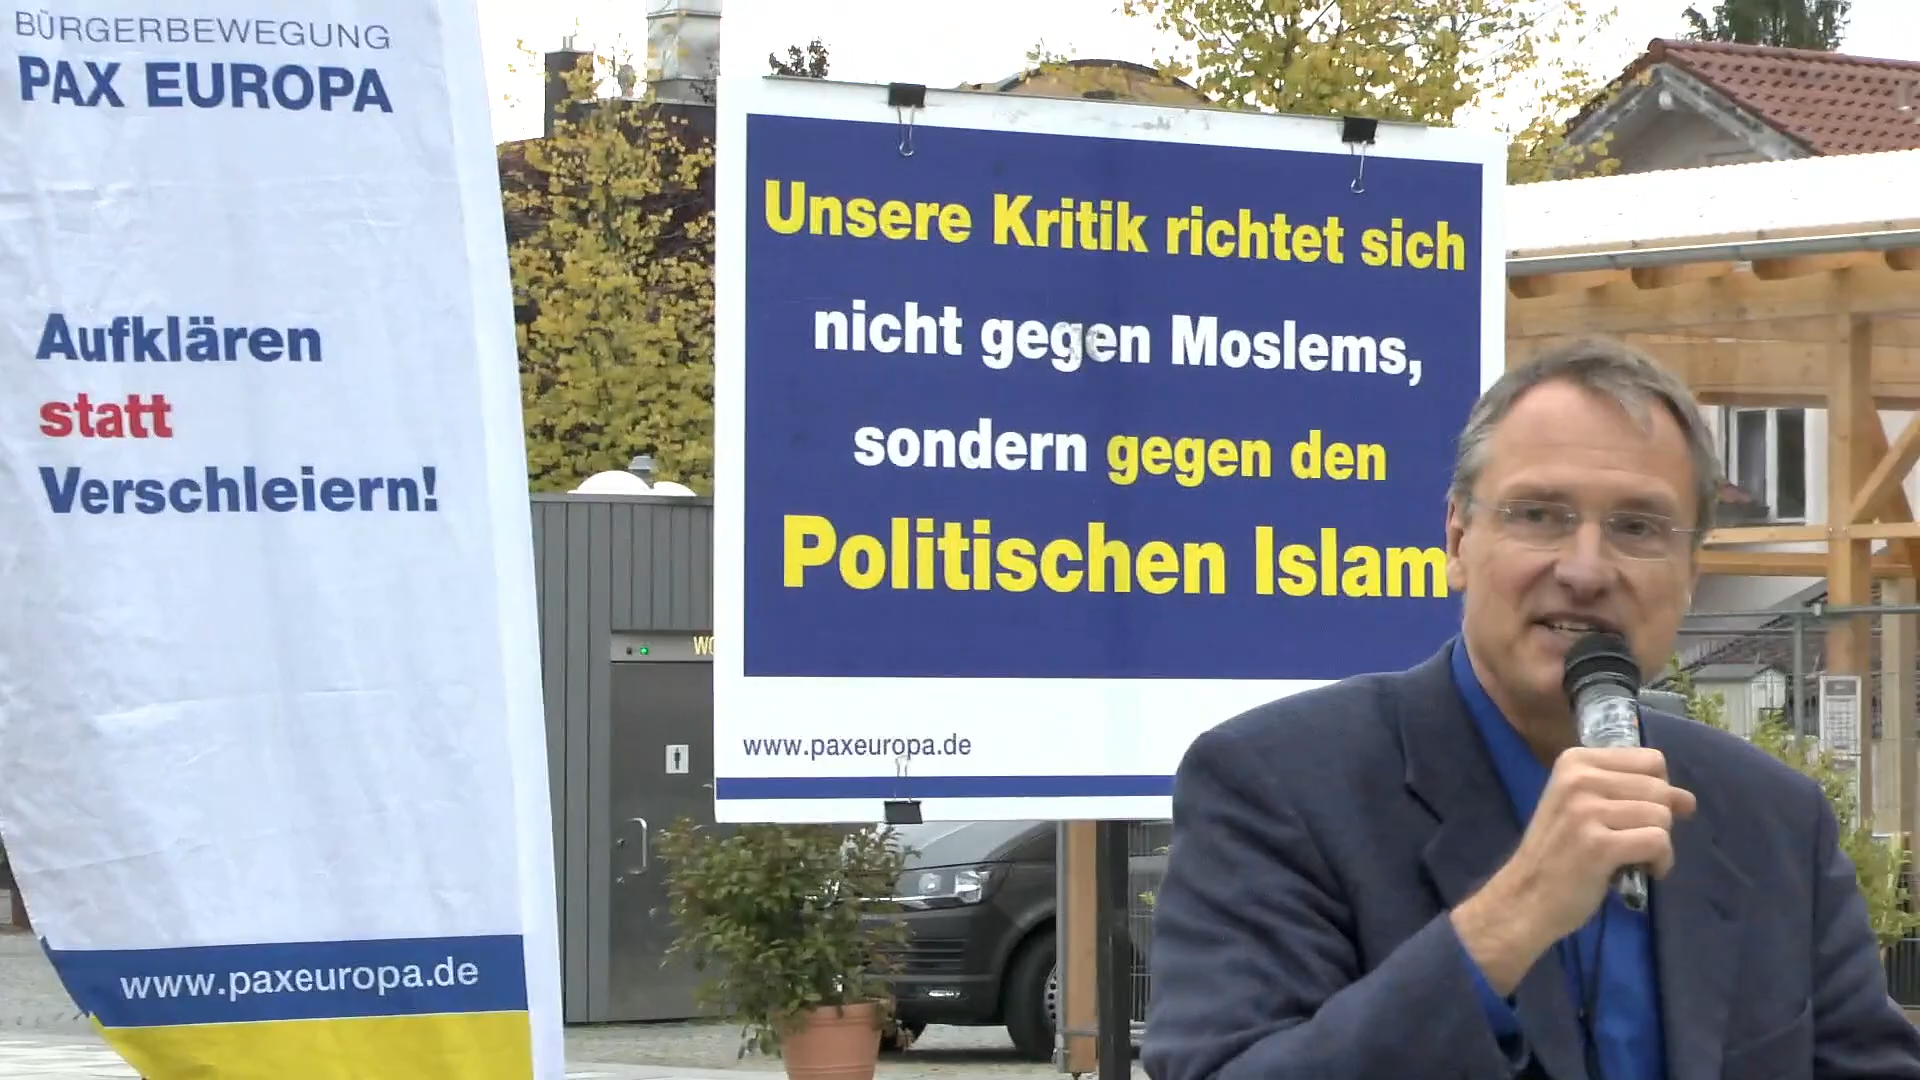 BÜRGERBEWEGUNG
PAX EUROPA
Aufklären
statt
Verschleiern!
www.paxeuropa.de
Unsere Kritik richtet sich
nicht gegen Moslems,
sondern gegen den
Politischen Islam
www.paxeuropa.de